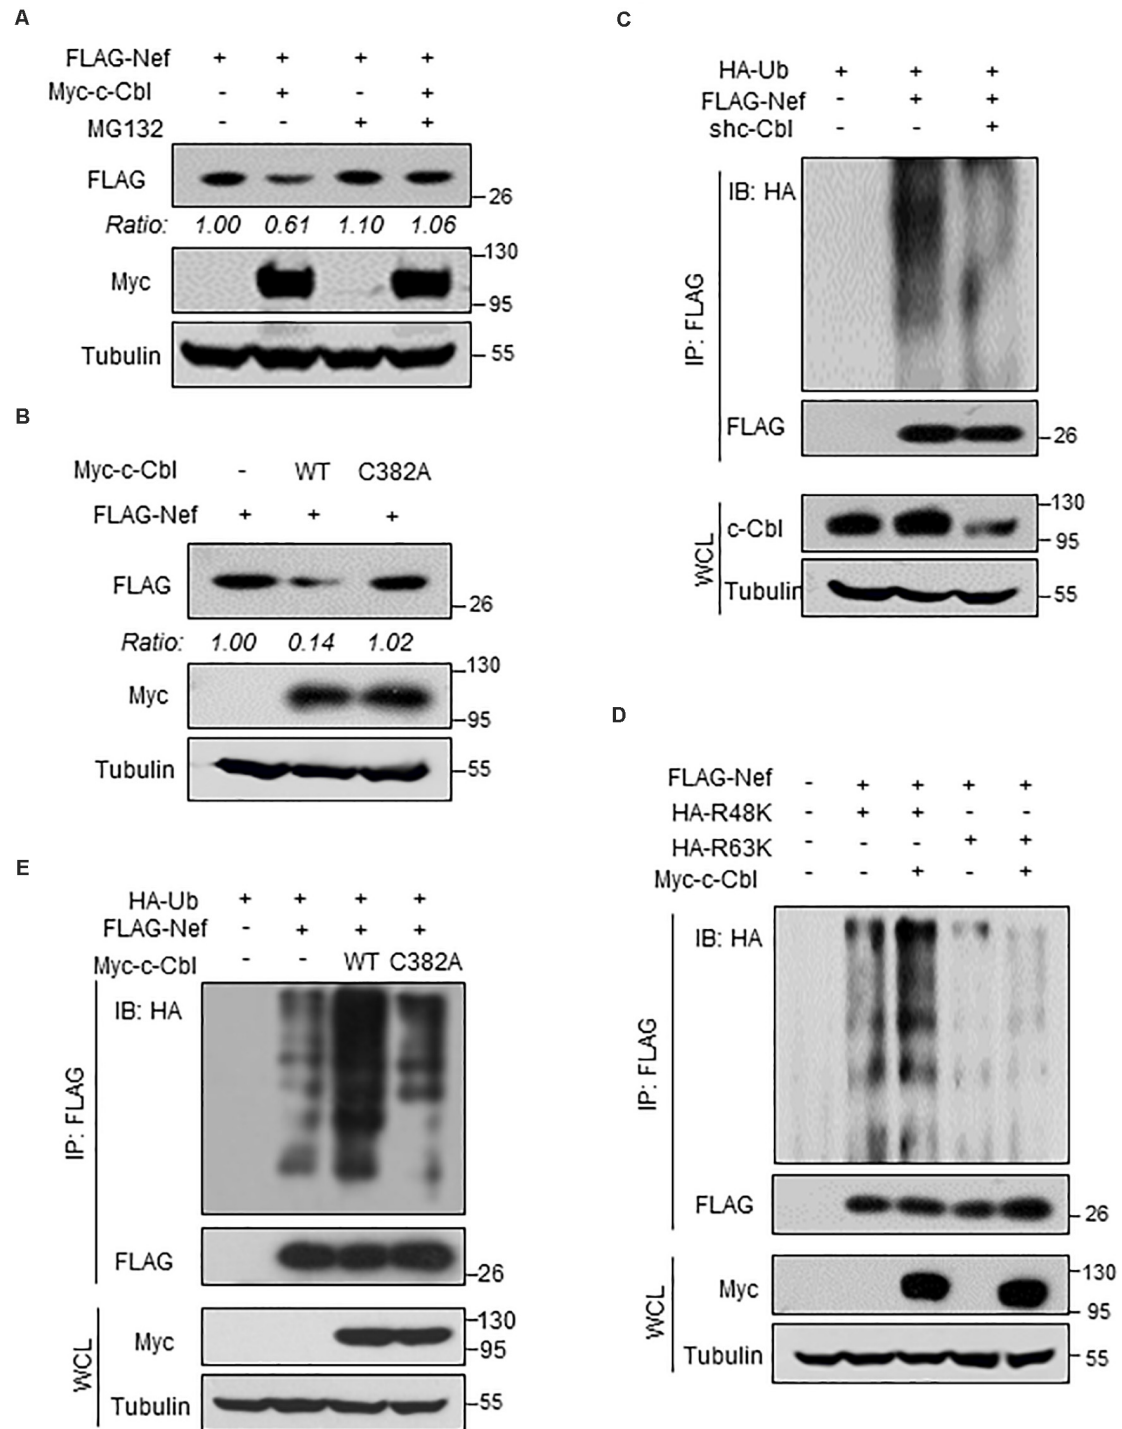 A
FLAG-Nef + + + +
Myc-c-Cbl - + - +
MG132 - - + +
FLAG
26
Ratio: 1.00 0.61 1.10 1.06
Myc
130
95
Tubulin
55
B
Myc-c-Cbl - WT C382A
FLAG-Nef + + +
FLAG
26
Ratio: 1.00 0.14 1.02
Myc
130
95
Tubulin
55
C
HA-Ub + + +
FLAG-Nef - + +
shc-Cbl - - +
IP: FLAG
IB: HA
FLAG
26
WCL
c-Cbl
130
95
Tubulin
55
D
FLAG-Nef - + + + +
HA-R48K - + + - -
HA-R63K - - - + +
Myc-c-Cbl - - + - +
IP: FLAG
IB: HA
FLAG
26
WCL
Myc
130
95
Tubulin
55
E
HA-Ub + + + +
FLAG-Nef - + + +
Myc-c-Cbl - - WT C382A
IP: FLAG
IB: HA
FLAG
26
WCL
Myc
130
95
Tubulin
55